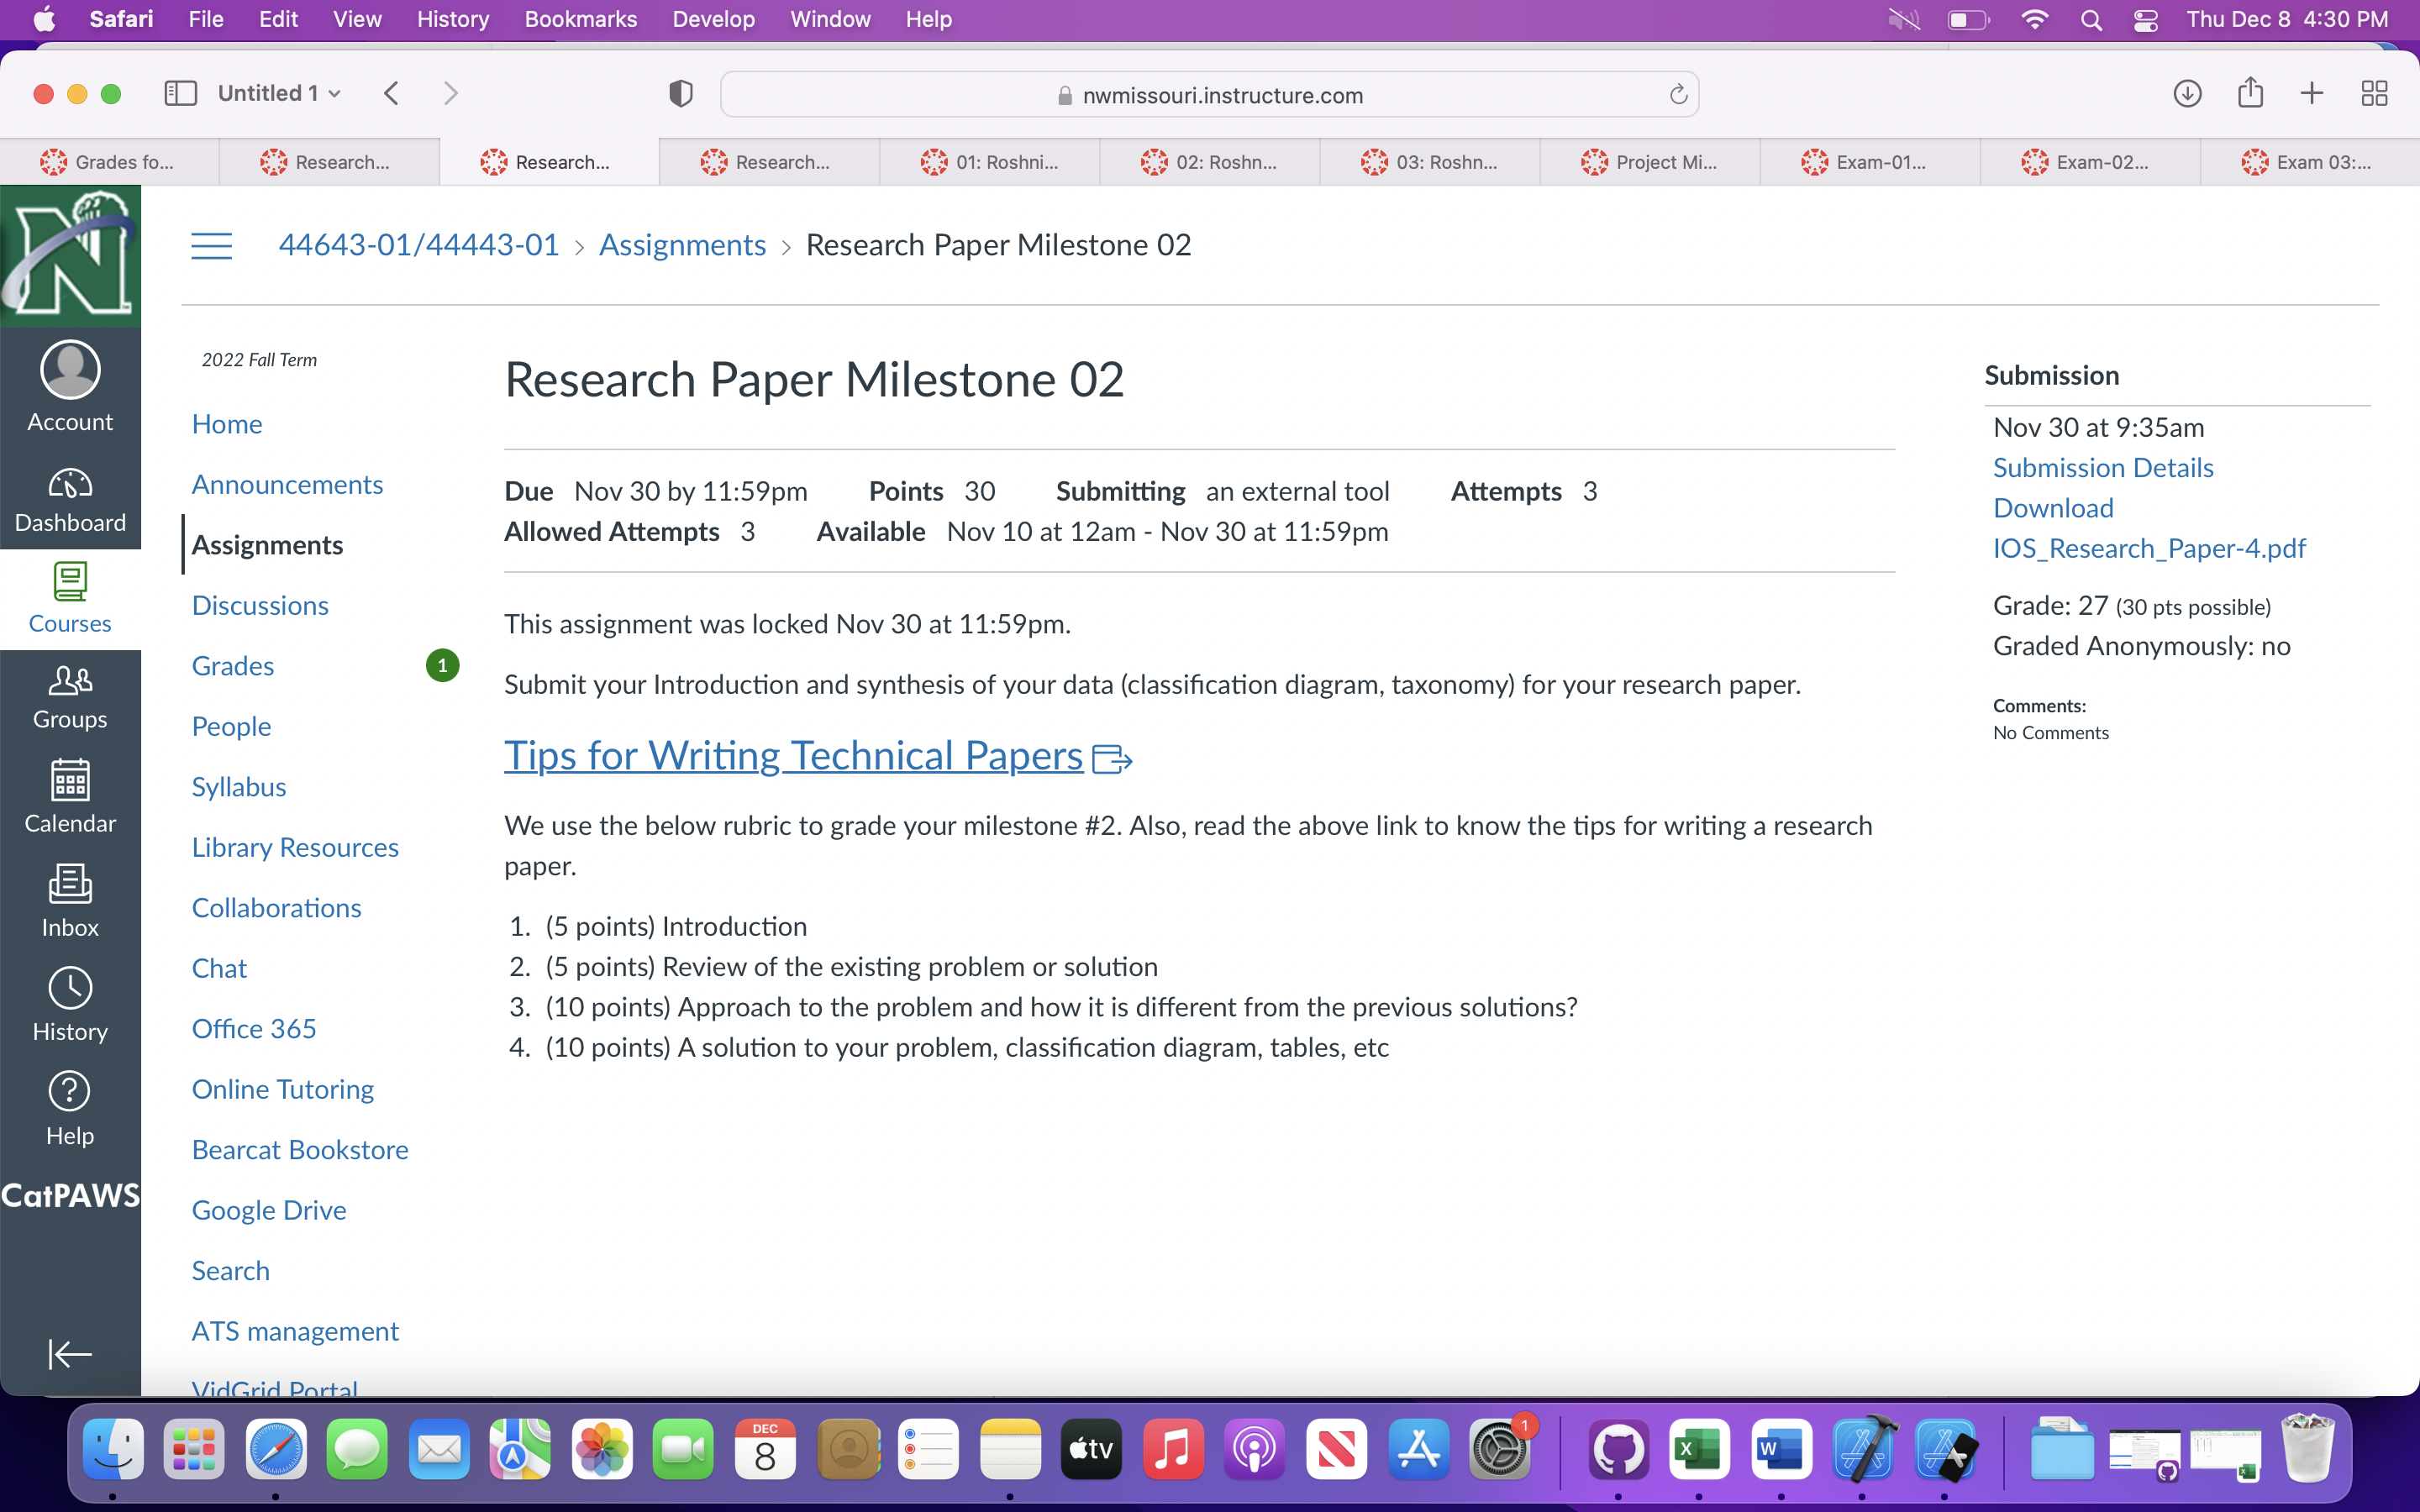 Safari File Edit View History Bookmarks Develop Window Help Thu Dec 8 4:30 PM
Untitled 1 nwmissouri.instructure.com
Grades fo... Research... Research... Research... 01: Roshni... 02: Roshn... 03: Roshn... Project Mi... Exam-01... Exam-02... Exam 03:...
44643-01/44443-01 > Assignments > Research Paper Milestone 02
Account
Dashboard
Courses
Groups
Calendar
Inbox
History
Help
CatPAWS
2022 Fall Term
Home
Announcements
Assignments
Discussions
Grades 1
People
Syllabus
Library Resources
Collaborations
Chat
Office 365
Online Tutoring
Bearcat Bookstore
Google Drive
Search
ATS management
VidGrid Portal
Research Paper Milestone 02
Due Nov 30 by 11:59pm Points 30 Submitting an external tool Attempts 3
Allowed Attempts 3 Available Nov 10 at 12am - Nov 30 at 11:59pm
This assignment was locked Nov 30 at 11:59pm.
Submit your Introduction and synthesis of your data (classification diagram, taxonomy) for your research paper.
Tips for Writing Technical Papers
We use the below rubric to grade your milestone #2. Also, read the above link to know the tips for writing a research
paper.
1. (5 points) Introduction
2. (5 points) Review of the existing problem or solution
3. (10 points) Approach to the problem and how it is different from the previous solutions?
4. (10 points) A solution to your problem, classification diagram, tables, etc
Submission
Nov 30 at 9:35am
Submission Details
Download
IOS_Research_Paper-4.pdf
Grade: 27 (30 pts possible)
Graded Anonymously: no
Comments:
No Comments
DEC
8
tv
1
X
W